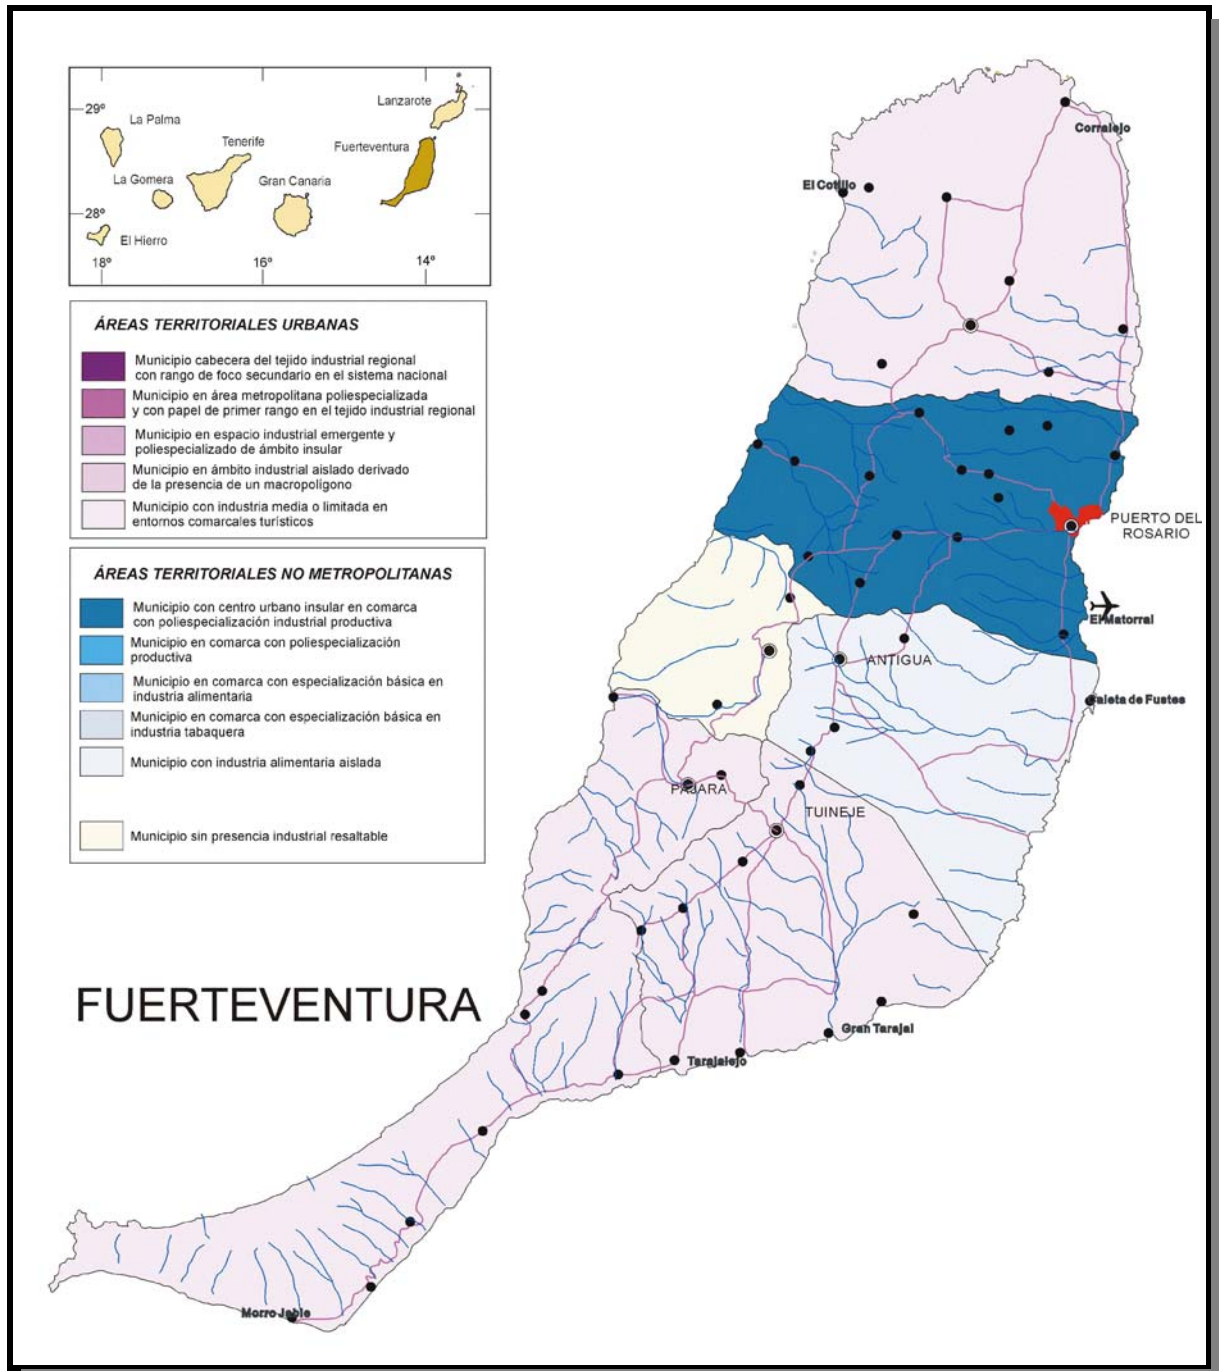 Lanzarote
29º
La Palma
Tenerife
Fuerteventura
La Gomera
Gran Canaria
28º
El Hierro
18º
16º
14º
ÁREAS TERRITORIALES URBANAS
Municipio cabecera del tejido industrial regional
con rango de foco secundario en el sistema nacional
Municipio en área metropolitana poliespecializada
y con papel de primer rango en el tejido industrial regional
Municipio en espacio industrial emergente y
poliespecializado de ámbito insular
Municipio en ámbito industrial aislado derivado
de la presencia de un macropolígono
Municipio con industria media o limitada en
entornos comarcales turísticos
ÁREAS TERRITORIALES NO METROPOLITANAS
Municipio con centro urbano insular en comarca
con poliespecialización industrial productiva
Municipio en comarca con poliespecialización
productiva
Municipio en comarca con especialización básica en
industria alimentaria
Municipio en comarca con especialización básica en
industria tabaquera
Municipio con industria alimentaria aislada
Municipio sin presencia industrial resaltable
FUERTEVENTURA
Corralejo
El Cotillo
PUERTO DEL
ROSARIO
El Matorral
ANTIGUA
Caleta de Fustes
PAJARA
TUINEJE
Gran Tarajal
Tarajalejo
Morro Jable